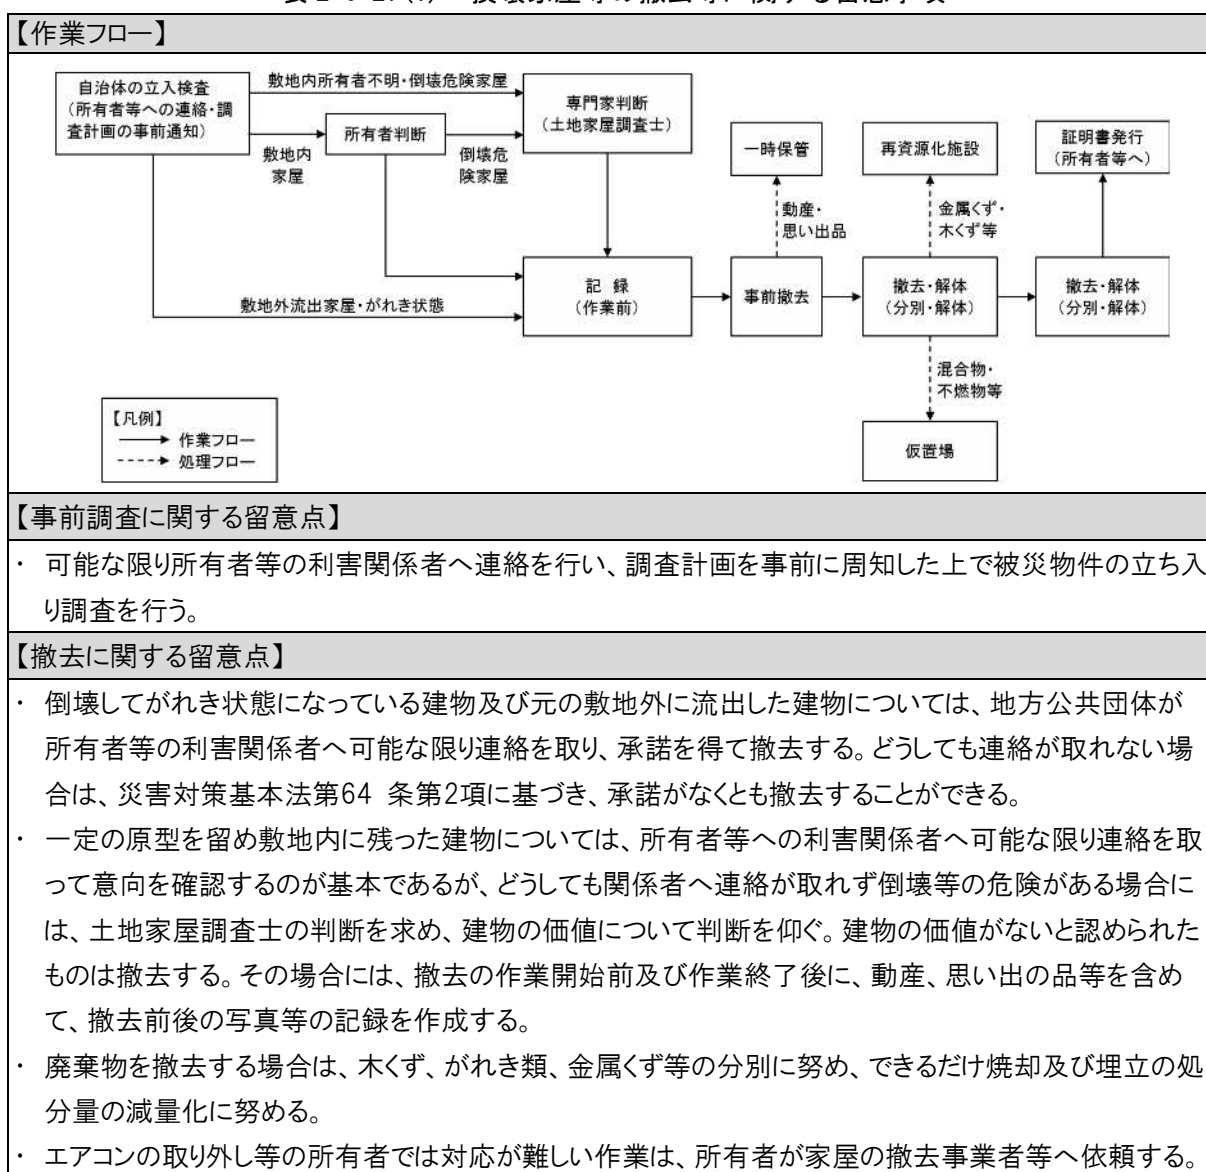 【作業フロー】
自治体の立入検査
(所有者等への連絡・調
査計画の事前通知)
敷地内所有者不明・倒壊危険家屋
敷地内
家屋
所有者判断
倒壊危
険家屋
専門家判断
(土地家屋調査士)
敷地外流出家屋・がれき状態
記 録
(作業前)
一時保管
動産・
思い出品
事前撤去
再資源化施設
金属くず・
木くず等
撤去・解体
(分別・解体)
混合物・
不燃物等
仮置場
証明書発行
(所有者等へ)
撤去・解体
(分別・解体)
【凡例】
作業フロー
処理フロー
【事前調査に関する留意点】
・ 可能な限り所有者等の利害関係者へ連絡を行い、調査計画を事前に周知した上で被災物件の立ち入
り調査を行う。
【撤去に関する留意点】
・ 倒壊してがれき状態になっている建物及び元の敷地外に流出した建物については、地方公共団体が
所有者等の利害関係者へ可能な限り連絡を取り、承諾を得て撤去する。どうしても連絡が取れない場
合は、災害対策基本法第64 条第2項に基づき、承諾がなくとも撤去することができる。
・ 一定の原型を留め敷地内に残った建物については、所有者等への利害関係者へ可能な限り連絡を取
って意向を確認するのが基本であるが、どうしても関係者へ連絡が取れず倒壊等の危険がある場合に
は、土地家屋調査士の判断を求め、建物の価値について判断を仰ぐ。建物の価値がないと認められた
ものは撤去する。その場合には、撤去の作業開始前及び作業終了後に、動産、思い出の品等を含め
て、撤去前後の写真等の記録を作成する。
・ 廃棄物を撤去する場合は、木くず、がれき類、金属くず等の分別に努め、できるだけ焼却及び埋立の処
分量の減量化に努める。
・ エアコンの取り外し等の所有者では対応が難しい作業は、所有者が家屋の撤去事業者等へ依頼する。